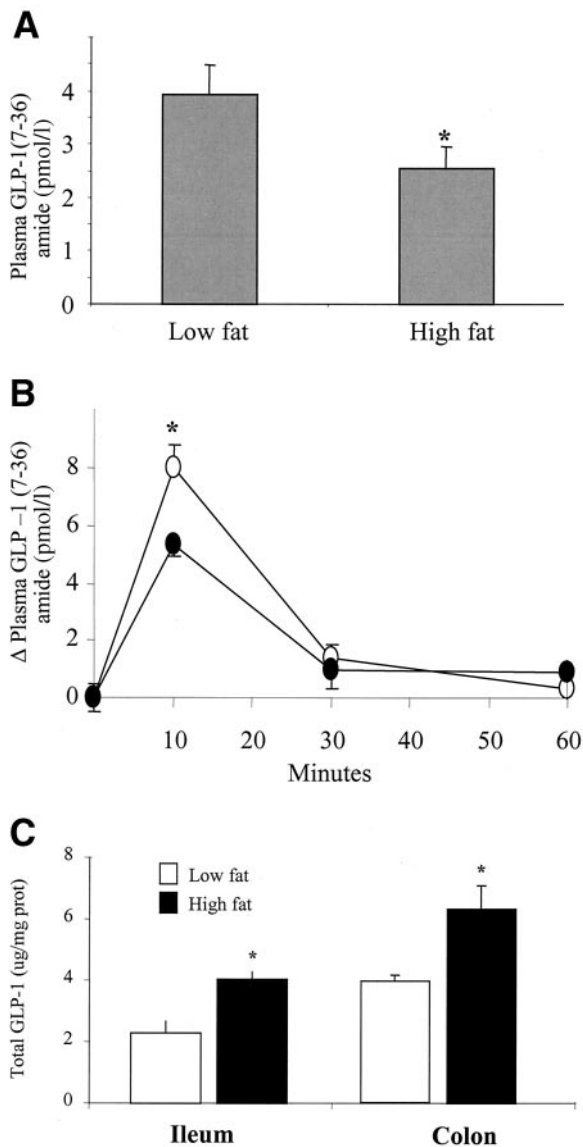 A
Plasma GLP-1(7-36)
amide (pmol/l)
4
3
2
1
0
*
Low fat
High fat
B
Δ Plasma GLP –1 (7-36)
amide (pmol/l)
8
6
4
2
0
*
10
20
30
40
50
60
Minutes
C
Total GLP-1 (ug/mg prot)
8
6
4
2
0
Low fat
High fat
*
*
Ileum
Colon